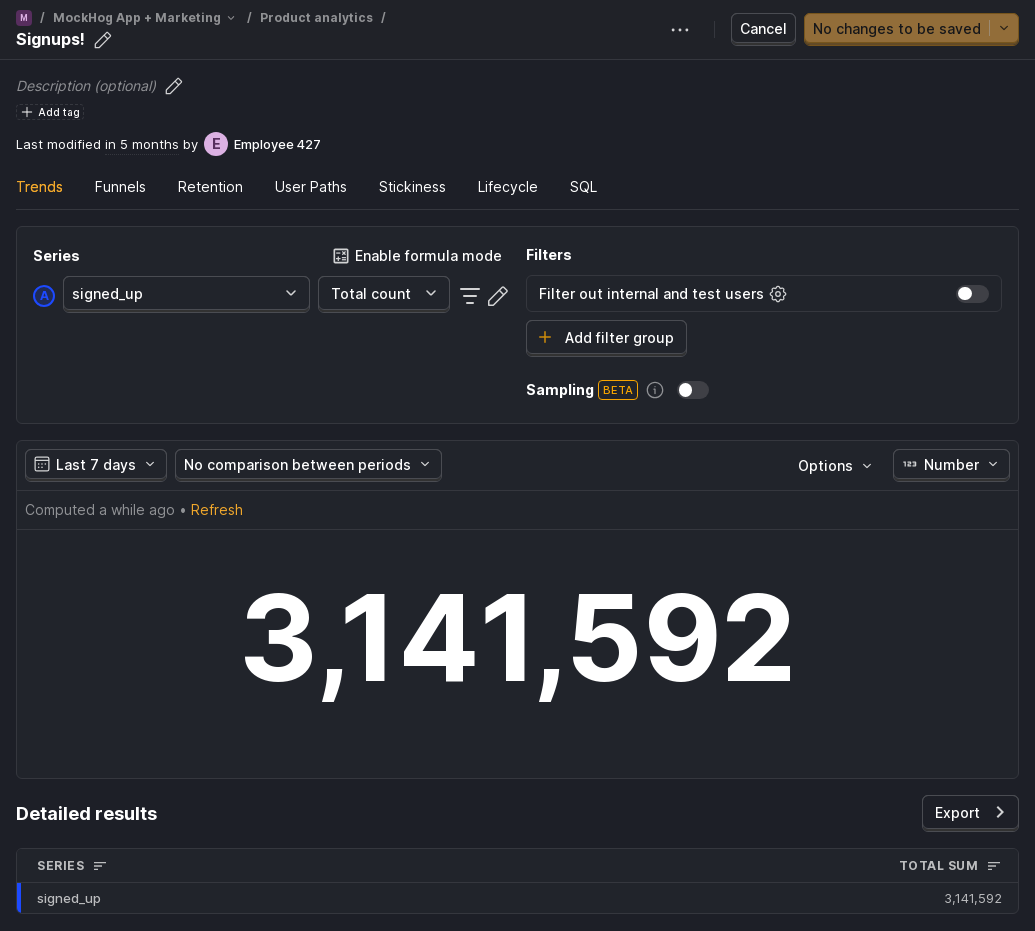 M / MockHog App + Marketing / Product analytics /
Signups!
Cancel
No changes to be saved
Description (optional)
Add tag
Last modified in 5 months by E Employee 427
Trends Funnels Retention User Paths Stickiness Lifecycle SQL
Series
Enable formula mode
A signed_up Total count
Filters
Filter out internal and test users
Add filter group
Sampling BETA
Last 7 days No comparison between periods Options 123 Number
Computed a while ago • Refresh
3,141,592
Detailed results Export
SERIES TOTAL SUM
signed_up 3,141,592